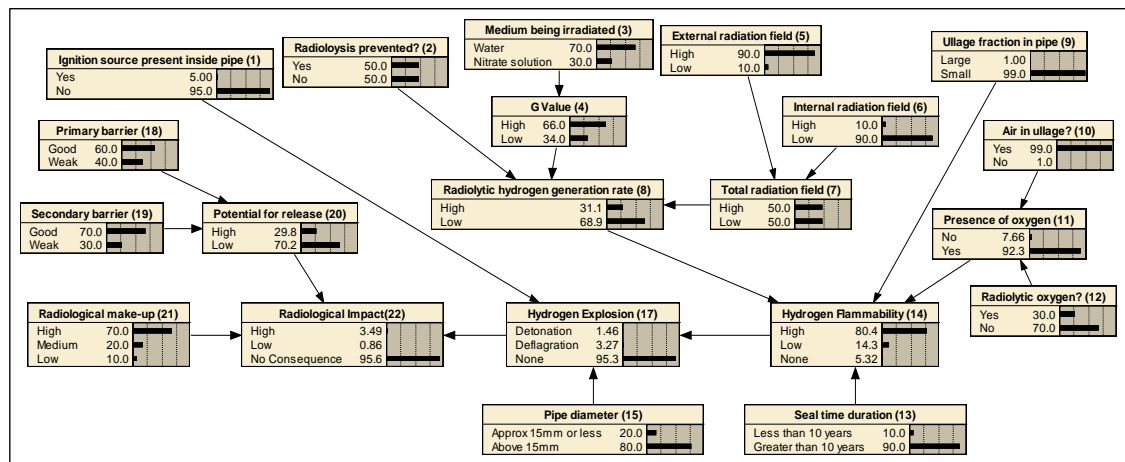 Ignition source present inside pipe (1)
Yes 5.00
No 95.0
Radioloysis prevented? (2)
Yes 50.0
No 50.0
Medium being irradiated (3)
Water 70.0
Nitrate solution 30.0
External radiation field (5)
High 90.0
Low 10.0
Ullage fraction in pipe (9)
Large 1.00
Small 99.0
G Value (4)
High 66.0
Low 34.0
Internal radiation field (6)
High 10.0
Low 90.0
Air in ullage? (10)
Yes 99.0
No 1.0
Primary barrier (18)
Good 60.0
Weak 40.0
Secondary barrier (19)
Good 70.0
Weak 30.0
Potential for release (20)
High 29.8
Low 70.2
Radiolytic hydrogen generation rate (8)
High 31.1
Low 68.9
Total radiation field (7)
High 50.0
Low 50.0
Presence of oxygen (11)
No 7.66
Yes 92.3
Radiolytic oxygen? (12)
Yes 30.0
No 70.0
Radiological make-up (21)
High 70.0
Medium 20.0
Low 10.0
Radiological Impact(22)
High 3.49
Low 0.86
No Consequence 95.6
Hydrogen Explosion (17)
Detonation 1.46
Deflagration 3.27
None 95.3
Hydrogen Flammability (14)
High 80.4
Low 14.3
None 5.32
Pipe diameter (15)
Approx 15mm or less 20.0
Above 15mm 80.0
Seal time duration (13)
Less than 10 years 10.0
Greater than 10 years 90.0